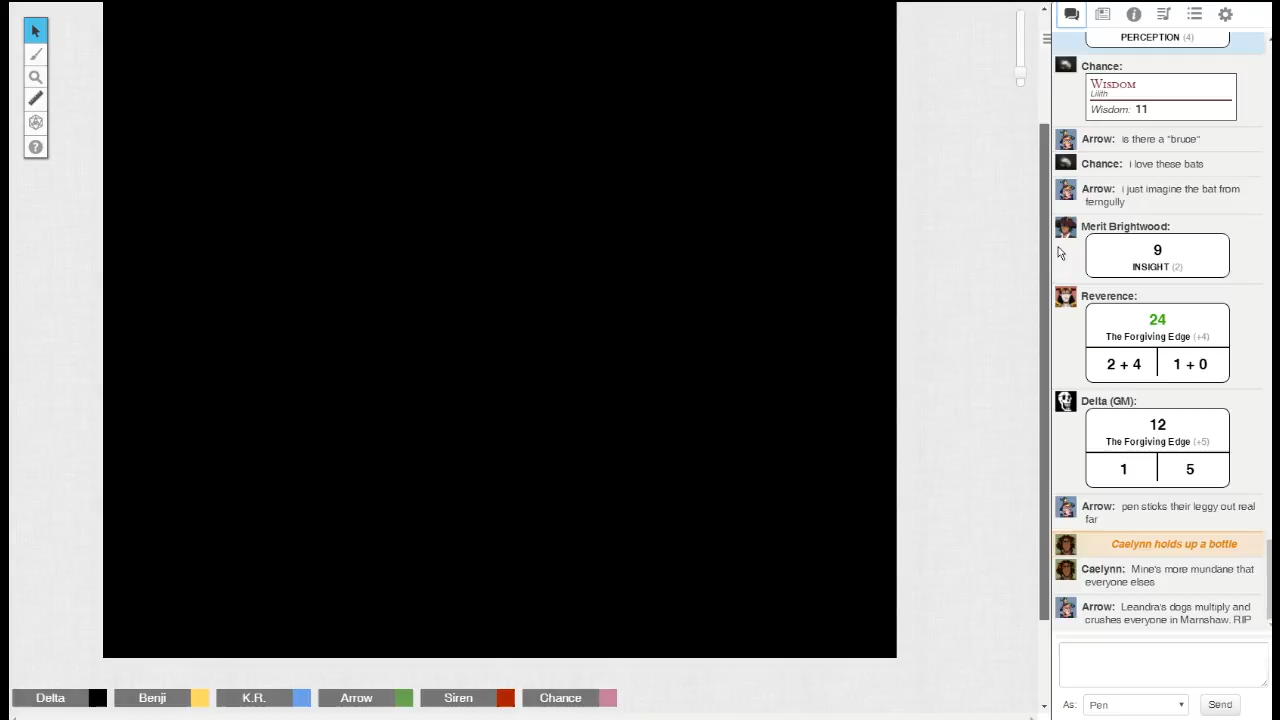 PERCEPTION (4)
Chance:
WISDOM
Lilith
Wisdom: 11
Arrow: is there a "bruce"
Chance: i love these bats
Arrow: i just imagine the bat from
ferngully
Merit Brightwood:
9
INSIGHT (2)
Reverence:
24
The Forgiving Edge (+4)
2 + 4 1 + 0
Delta (GM):
12
The Forgiving Edge (+5)
1 5
Arrow: pen sticks their leggy out real
far
Caelynn holds up a bottle
Caelynn: Mine's more mundane that
everyone elses
Arrow: Leandra's dogs multiply and
crushes everyone in Marnshaw. RIP
As: Pen Send
Delta Benji K.R. Arrow Siren Chance